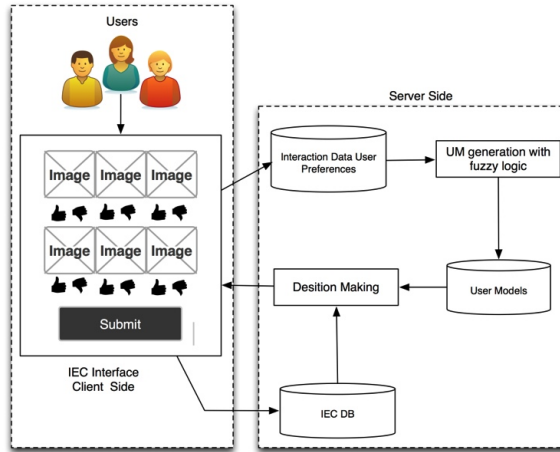 Users
Image Image Image
Image Image Image
Submit
IEC Interface
Client Side
Server Side
Interaction Data User
Preferences
UM generation with
fuzzy logic
Desition Making
User Models
IEC DB